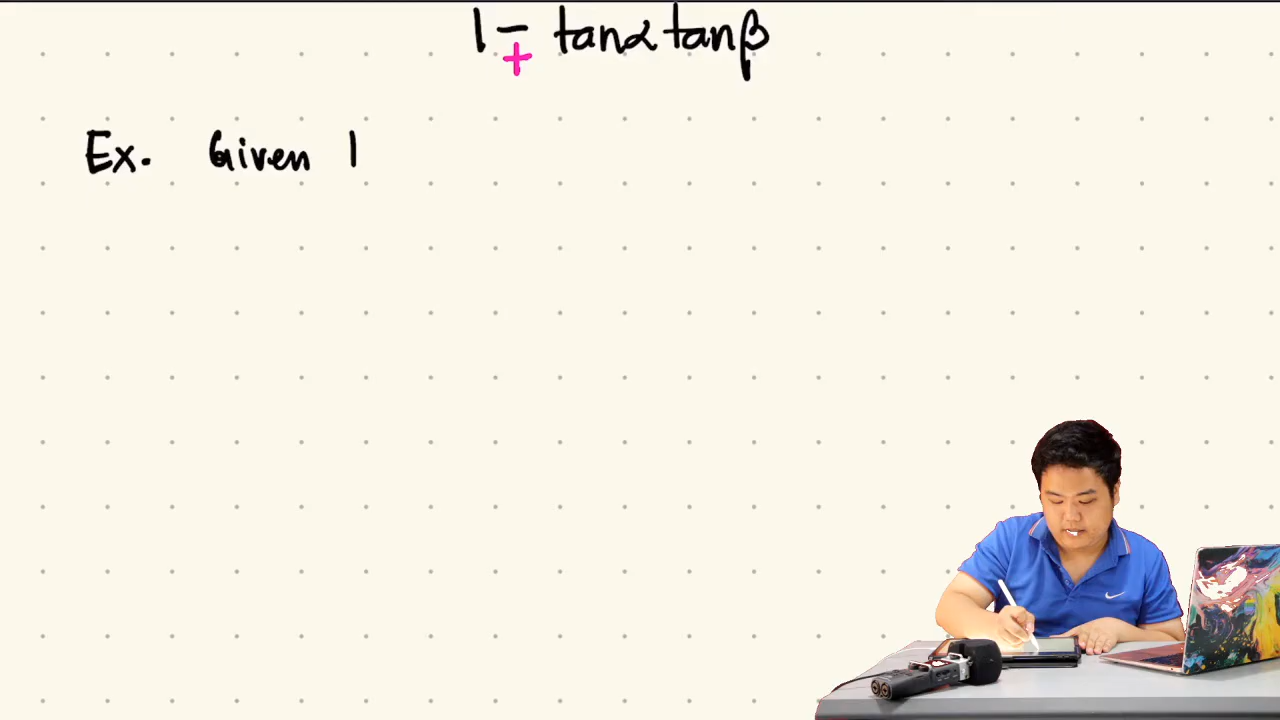 1 - tanα tanβ
+
Ex. Given |